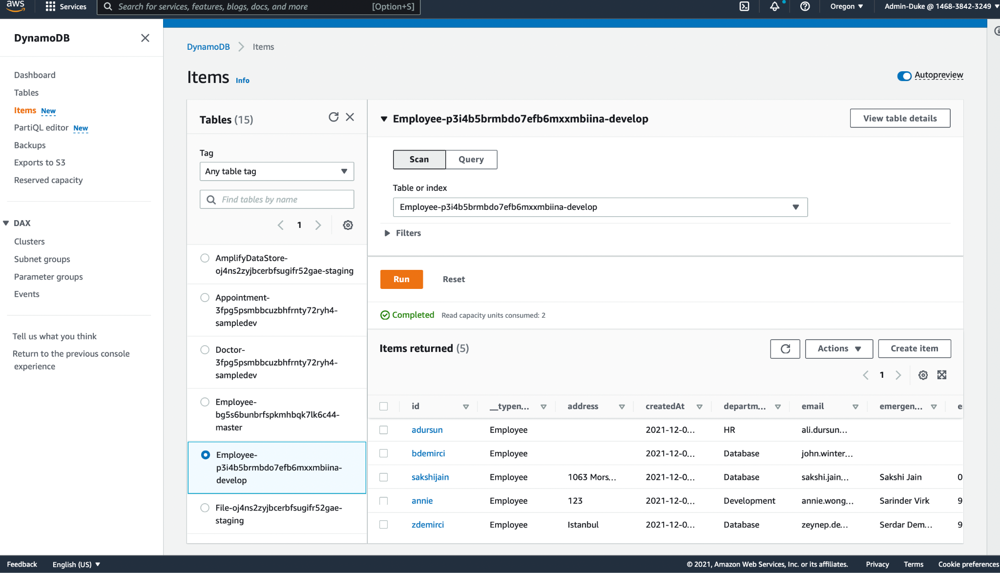 aws
Services
Search for services, features, blogs, docs, and more
[Option+S]
Oregon
Admin-Duke @ 1468-3842-3249
DynamoDB
Dashboard
Tables
Items New
PartiQL editor New
Backups
Exports to S3
Reserved capacity
DAX
Clusters
Subnet groups
Parameter groups
Events
Tell us what you think
Return to the previous console
experience
DynamoDB Items
Items Info
Autopreview
Tables (15)
Tag
Any table tag
Find tables by name
1
AmplifyDataStore-
oj4ns2zyjbcerbfsugifr52gae-staging
Appointment-
3fpg5psmbbcuzbhfrnty72ryh4-
sampledev
Doctor-
3fpg5psmbbcuzbhfrnty72ryh4-
sampledev
Employee-
bg5s6bunbrfspkmhbqk7lk6c44-
master
Employee-
p3i4b5brmbdo7efb6mxxmbiina-
develop
File-oj4ns2zyjbcerbfsugifr52gae-
staging
Employee-p3i4b5brmbdo7efb6mxxmbiina-develop
View table details
Scan Query
Table or index
Employee-p3i4b5brmbdo7efb6mxxmbiina-develop
Filters
Run Reset
Completed Read capacity units consumed: 2
Items returned (5)
Actions
Create item
1
id __typen... address createdAt departm... email emergen... e
adursun Employee 2021-12-0... HR ali.dursun...
bdemirci Employee 2021-12-0... Database john.winter...
sakshijain Employee 1063 Mors... 2021-12-0... Database sakshi.jain... Sakshi Jain 0
annie Employee 123 2021-12-0... Development annie.wong... Sarinder Virk 9
zdemirci Employee Istanbul 2021-12-0... Database zeynep.de... Serdar Dem... 9
Feedback English (US)
© 2021, Amazon Web Services, Inc. or its affiliates. Privacy Terms Cookie preferences